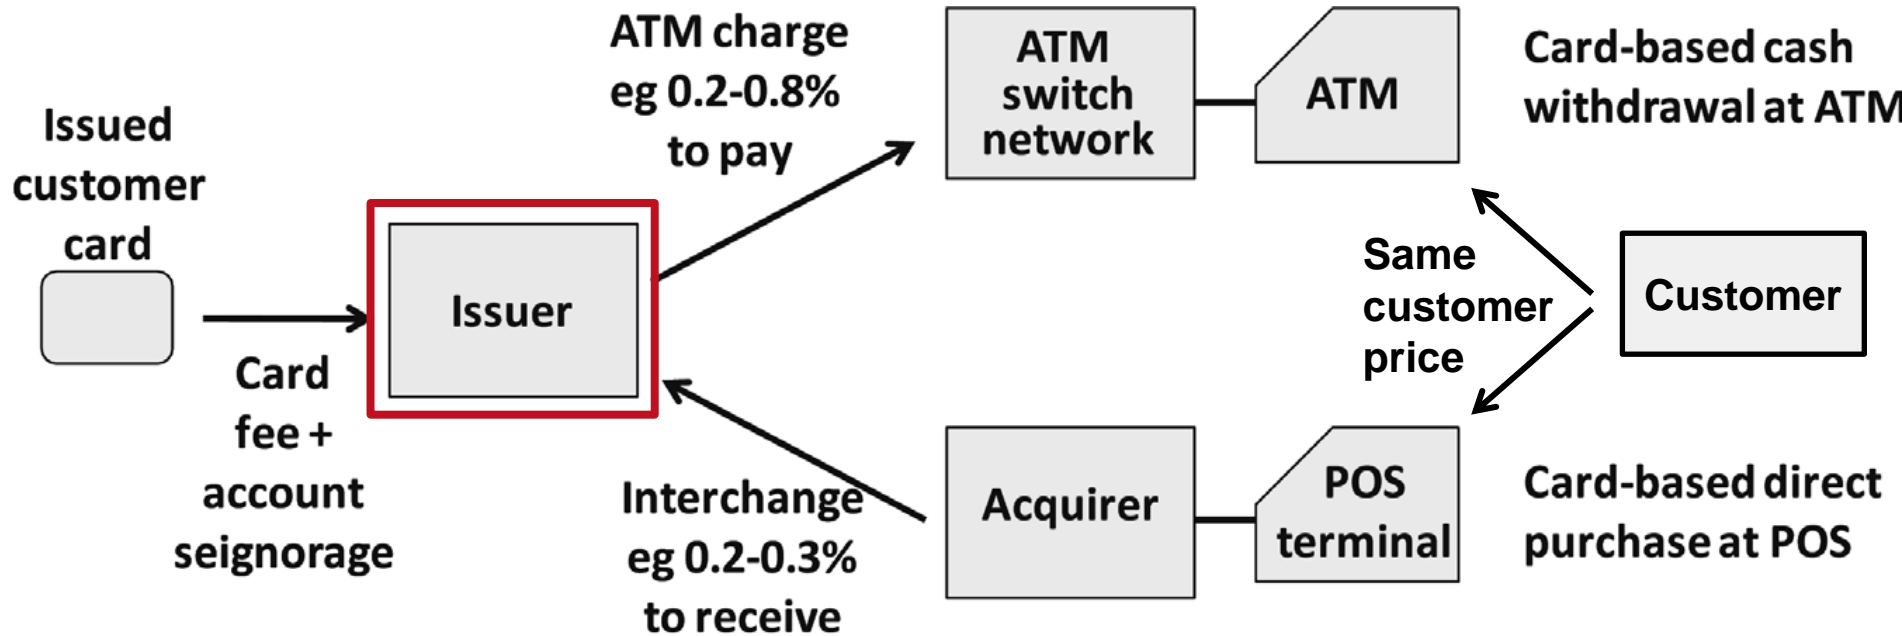 Issued
customer
card
Card
fee +
account
seignorage
Issuer
ATM charge
eg 0.2-0.8%
to pay
Interchange
eg 0.2-0.3%
to receive
ATM
switch
network
ATM
Card-based cash
withdrawal at ATM
Same
customer
price
Customer
Acquirer
POS
terminal
Card-based direct
purchase at POS